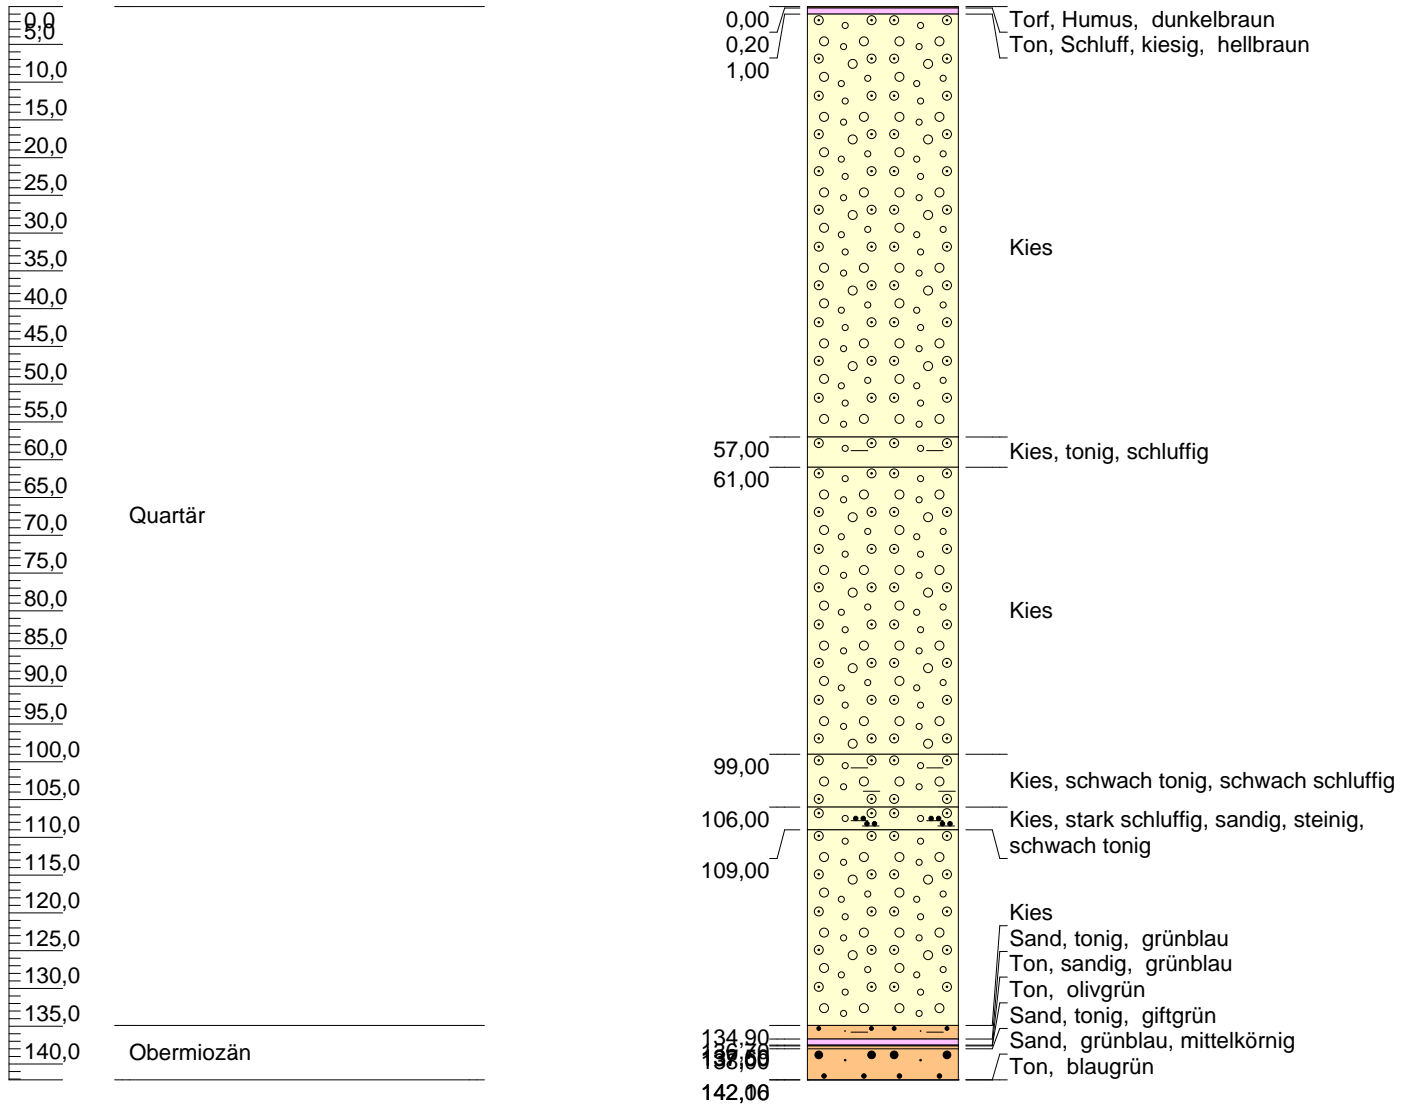 0,0
5,0
10,0
15,0
20,0
25,0
30,0
35,0
40,0
45,0
50,0
55,0
60,0
65,0
70,0
75,0
80,0
85,0
90,0
95,0
100,0
105,0
110,0
115,0
120,0
125,0
130,0
135,0
140,0
Quartär
Obermiozän
0,00
0,20
1,00
57,00
61,00
99,00
106,00
109,00
134,90
138,00
Torf, Humus, dunkelbraun
Ton, Schluff, kiesig, hellbraun
Kies
Kies, tonig, schluffig
Kies
Kies, schwach tonig, schwach schluffig
Kies, stark schluffig, sandig, steinig,
schwach tonig
Kies
Sand, tonig, grünblau
Ton, sandig, grünblau
Ton, olivgrün
Sand, tonig, giftgrün
Sand, grünblau, mittelkörnig
Ton, blaugrün